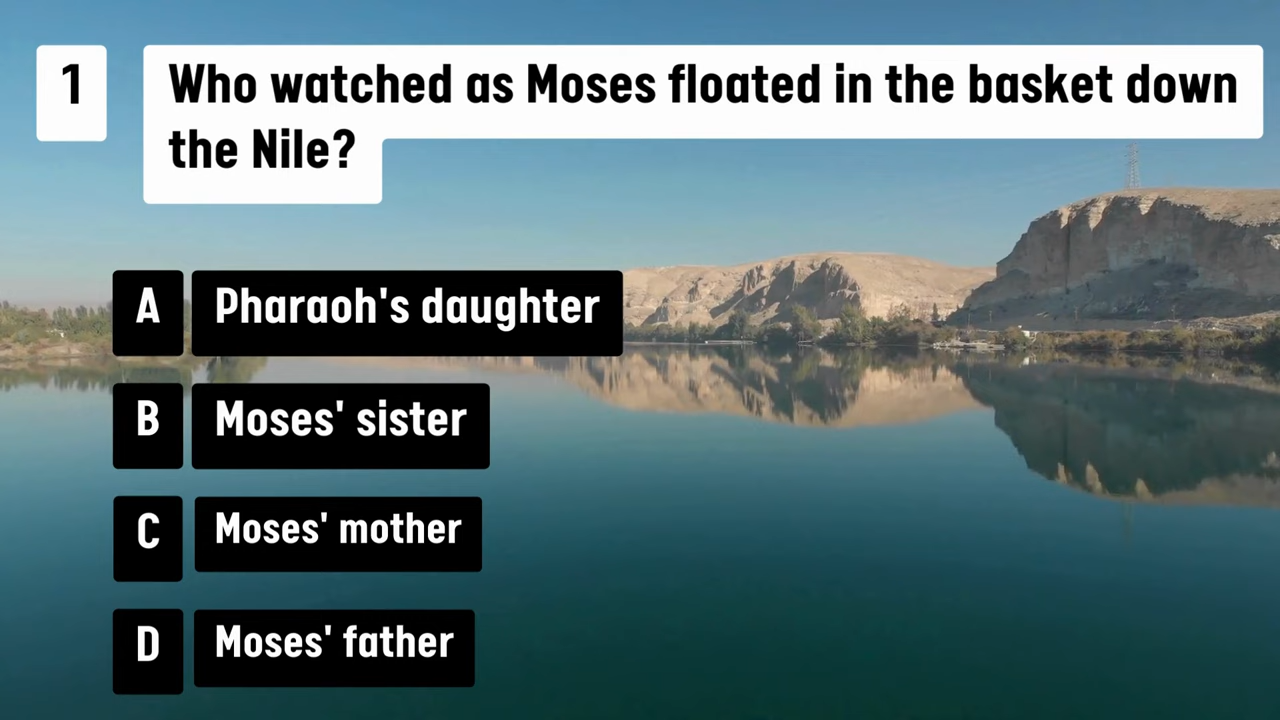 1
Who watched as Moses floated in the basket down
the Nile?
A
Pharaoh's daughter
B
Moses' sister
C
Moses' mother
D
Moses' father